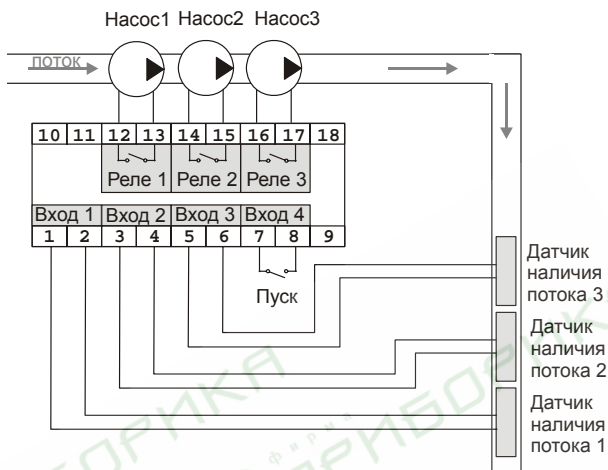 Насос1 Насос2 Насос3
ПОТОК
10 11 12 13 14 15 16 17 18
Реле 1 Реле 2 Реле 3
Вход 1 Вход 2 Вход 3 Вход 4
1 2 3 4 5 6 7 8 9
Пуск
Датчик
наличия
потока 3
Датчик
наличия
потока 2
Датчик
наличия
потока 1
фирма